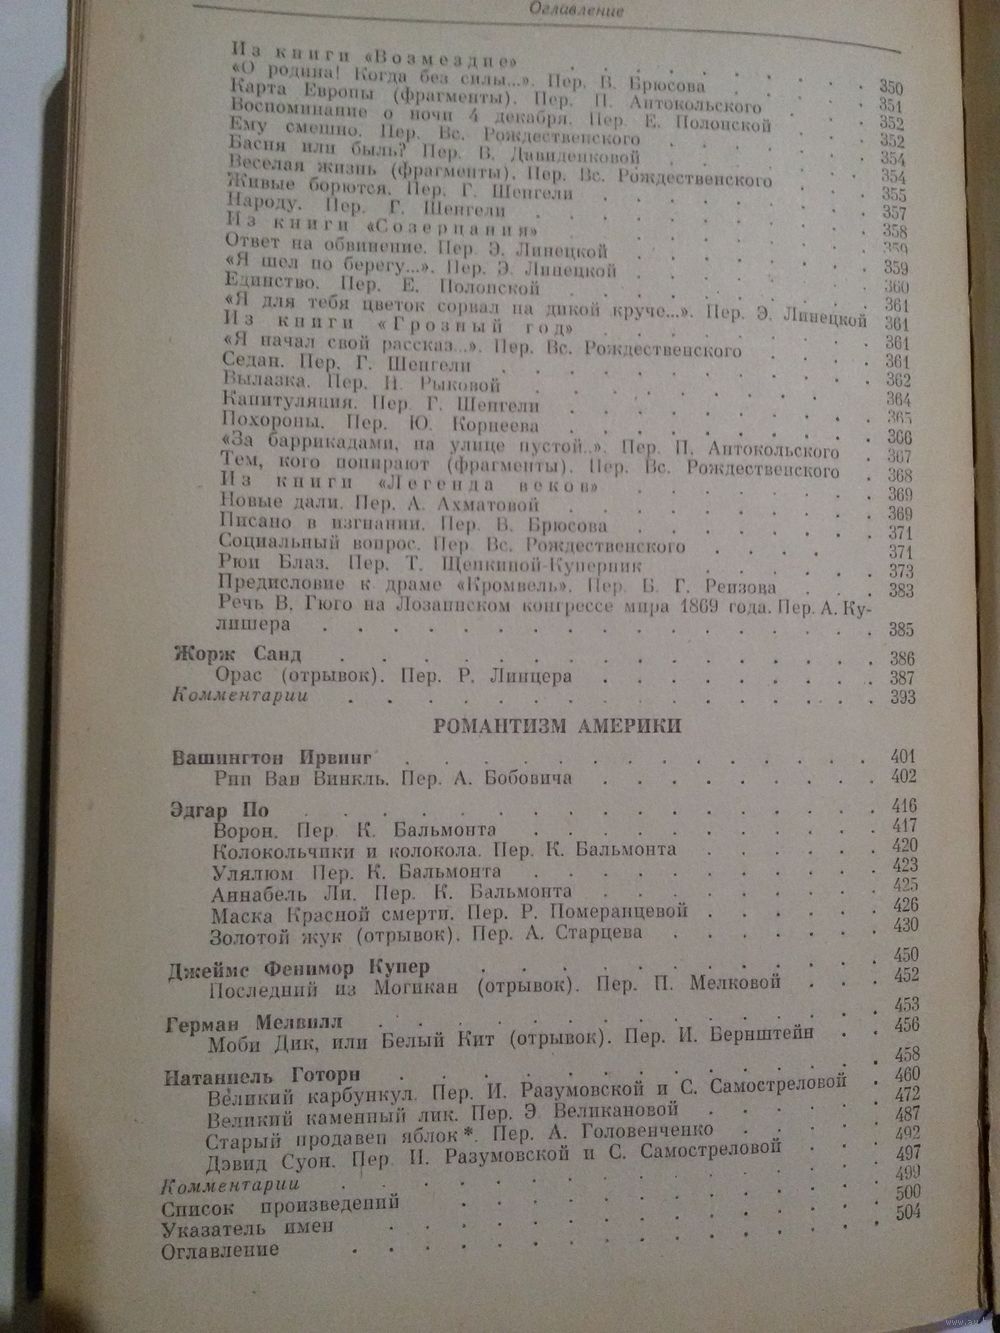 Оглавление
Из книги «Возмездие» 350
«О родина! Когда без силы...». Пер. В. Брюсова 351
Карта Европы (фрагменты). Пер. П. Антокольского 352
Воспоминание о ночи 4 декабря. Пер. Е. Полонской 352
Ему смешно. Пер. Вс. Рождественского 354
Басня или быль? Пер. В. Давиденковой 354
Веселая жизнь (фрагменты). Пер. Вс. Рождественского 355
Живые борются. Пер. Г. Шенгели 357
Народу. Пер. Г. Шенгели 358
Из книги «Созерцания» 359
Ответ на обвинение. Пер. Э. Линецкой 359
«Я шел по берегу...». Пер. Э. Линецкой 360
Единство. Пер. Е. Полонской 361
«Я для тебя цветок сорвал на дикой круче...». Пер. Э. Линецкой 361
Из книги «Грозный год» 361
«Я начал свой рассказ...». Пер. Вс. Рождественского 361
Седан. Пер. Г. Шенгели 362
Вылазка. Пер. И. Рыковой 364
Капитуляция. Пер. Г. Шенгели 365
Похороны. Пер. Ю. Корнеева 366
«За баррикадами, на улице пустой..». Пер. П. Антокольского 367
Тем, кого попирают (фрагменты). Пер. Вс. Рождественского 368
Из книги «Легенда веков» 369
Новые дали. Пер. А. Ахматовой 369
Писано в изгнании. Пер. В. Брюсова 371
Социальный вопрос. Пер. Вс. Рождественского 371
Рюи Блаз. Пер. Т. Щепкиной-Куперник 373
Предисловие к драме «Кромвель». Пер. Б. Г. Реизова 383
Речь В. Гюго на Лозаннском конгрессе мира 1869 года. Пер. А. Ку-
лишера 385
Жорж Санд 386
Орас (отрывок). Пер. Р. Линцера 387
Комментарии 393
РОМАНТИЗМ АМЕРИКИ
Вашингтон Ирвинг 401
Рип Ван Винкль. Пер. А. Бобовича 402
Эдгар По 416
Ворон. Пер. К. Бальмонта 417
Колокольчики и колокола. Пер. К. Бальмонта 420
Улялюм Пер. К. Бальмонта 423
Аннабель Ли. Пер. К. Бальмонта 425
Маска Красной смерти. Пер. Р. Померанцевой 426
Золотой жук (отрывок). Пер. А. Старцева 430
Джеймс Фенимор Купер 450
Последний из Могикан (отрывок). Пер. П. Мелковой 452
Герман Мелвилл 453
Моби Дик, или Белый Кит (отрывок). Пер. И. Бернштейн 456
Натаниель Готорн 458
Великий карбункул. Пер. И. Разумовской и С. Самостреловой 460
Великий каменный лик. Пер. Э. Великановой 472
Старый продавец яблок*. Пер. А. Головенченко 487
Дэвид Суон. Пер. И. Разумовской и С. Самостреловой 492
Комментарии 497
Список произведений 499
Указатель имен 500
Оглавление 504